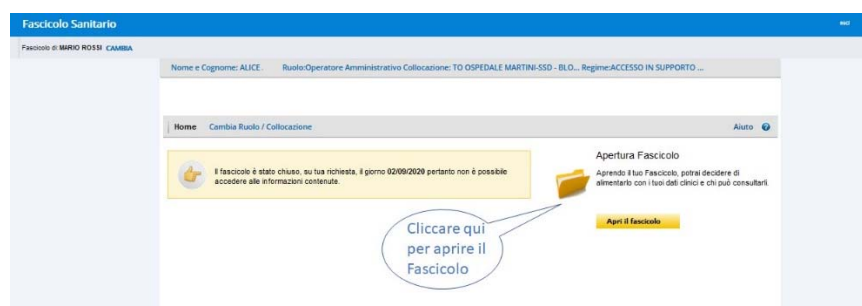 Fascicolo Sanitario
Fascicolo di MARIO ROSSI CAMBIA
Nome e Cognome: ALICE . Ruolo:Operatore Amministrativo Collocazione: TO OSPEDALE MARTINI-SSD - BLO... Regime:ACCESSO IN SUPPORTO ...
Home Cambia Ruolo / Collocazione Aiuto ?
Il fascicolo è stato chiuso, su tua richiesta, il giorno 02/09/2020 pertanto non è possibile
accedere alle informazioni contenute.
Apertura Fascicolo
Aprendo il tuo Fascicolo, potrai decidere di
alimentarlo con i tuoi dati clinici e chi può consultarli.
Apri il fascicolo
Cliccare qui
per aprire il
Fascicolo